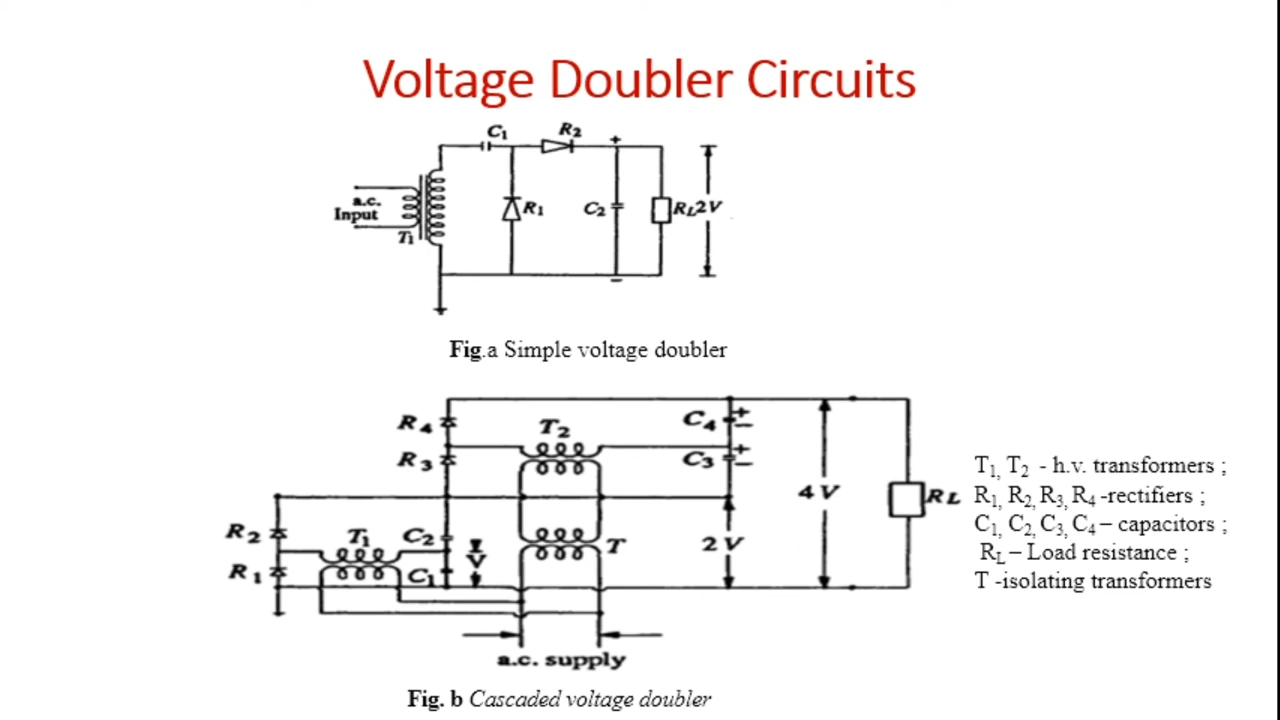 Voltage Doubler Circuits
C1
R2
+
a.c.
Input
T1
R1
C2
RL
2V
-
Fig.a Simple voltage doubler
R4
T2
C4
+
-
R3
C3
+
-
4 V
RL
R2
T1
C2
V
T
2 V
R1
C1
a.c. supply
T1, T2 - h.v. transformers ;
R1, R2, R3, R4 -rectifiers ;
C1, C2, C3, C4 – capacitors ;
RL – Load resistance ;
T -isolating transformers
Fig. b Cascaded voltage doubler